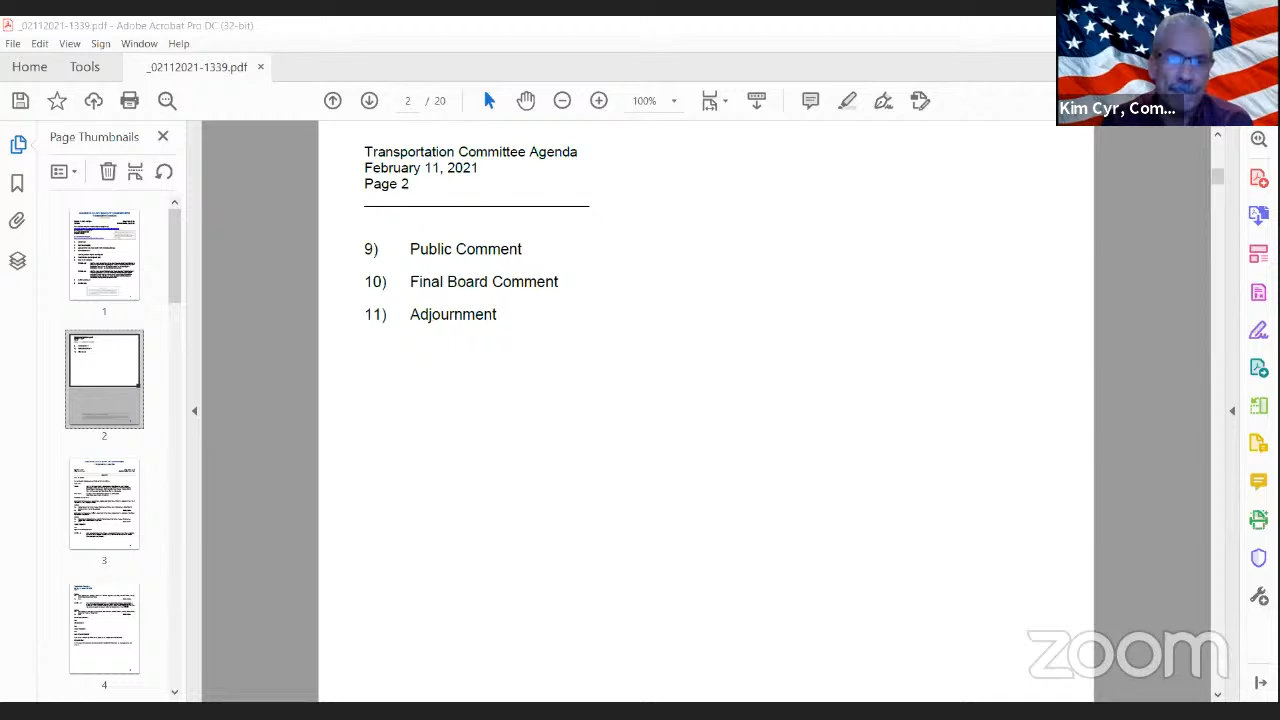 _02112021-1339.pdf - Adobe Acrobat Pro DC (32-bit)
File Edit View Sign Window Help
Home Tools _02112021-1339.pdf ×
2 / 20 100%
Page Thumbnails
1
2
3
4
Transportation Committee Agenda
February 11, 2021
Page 2
9) Public Comment
10) Final Board Comment
11) Adjournment
Kim Cyr, Com...
zoom